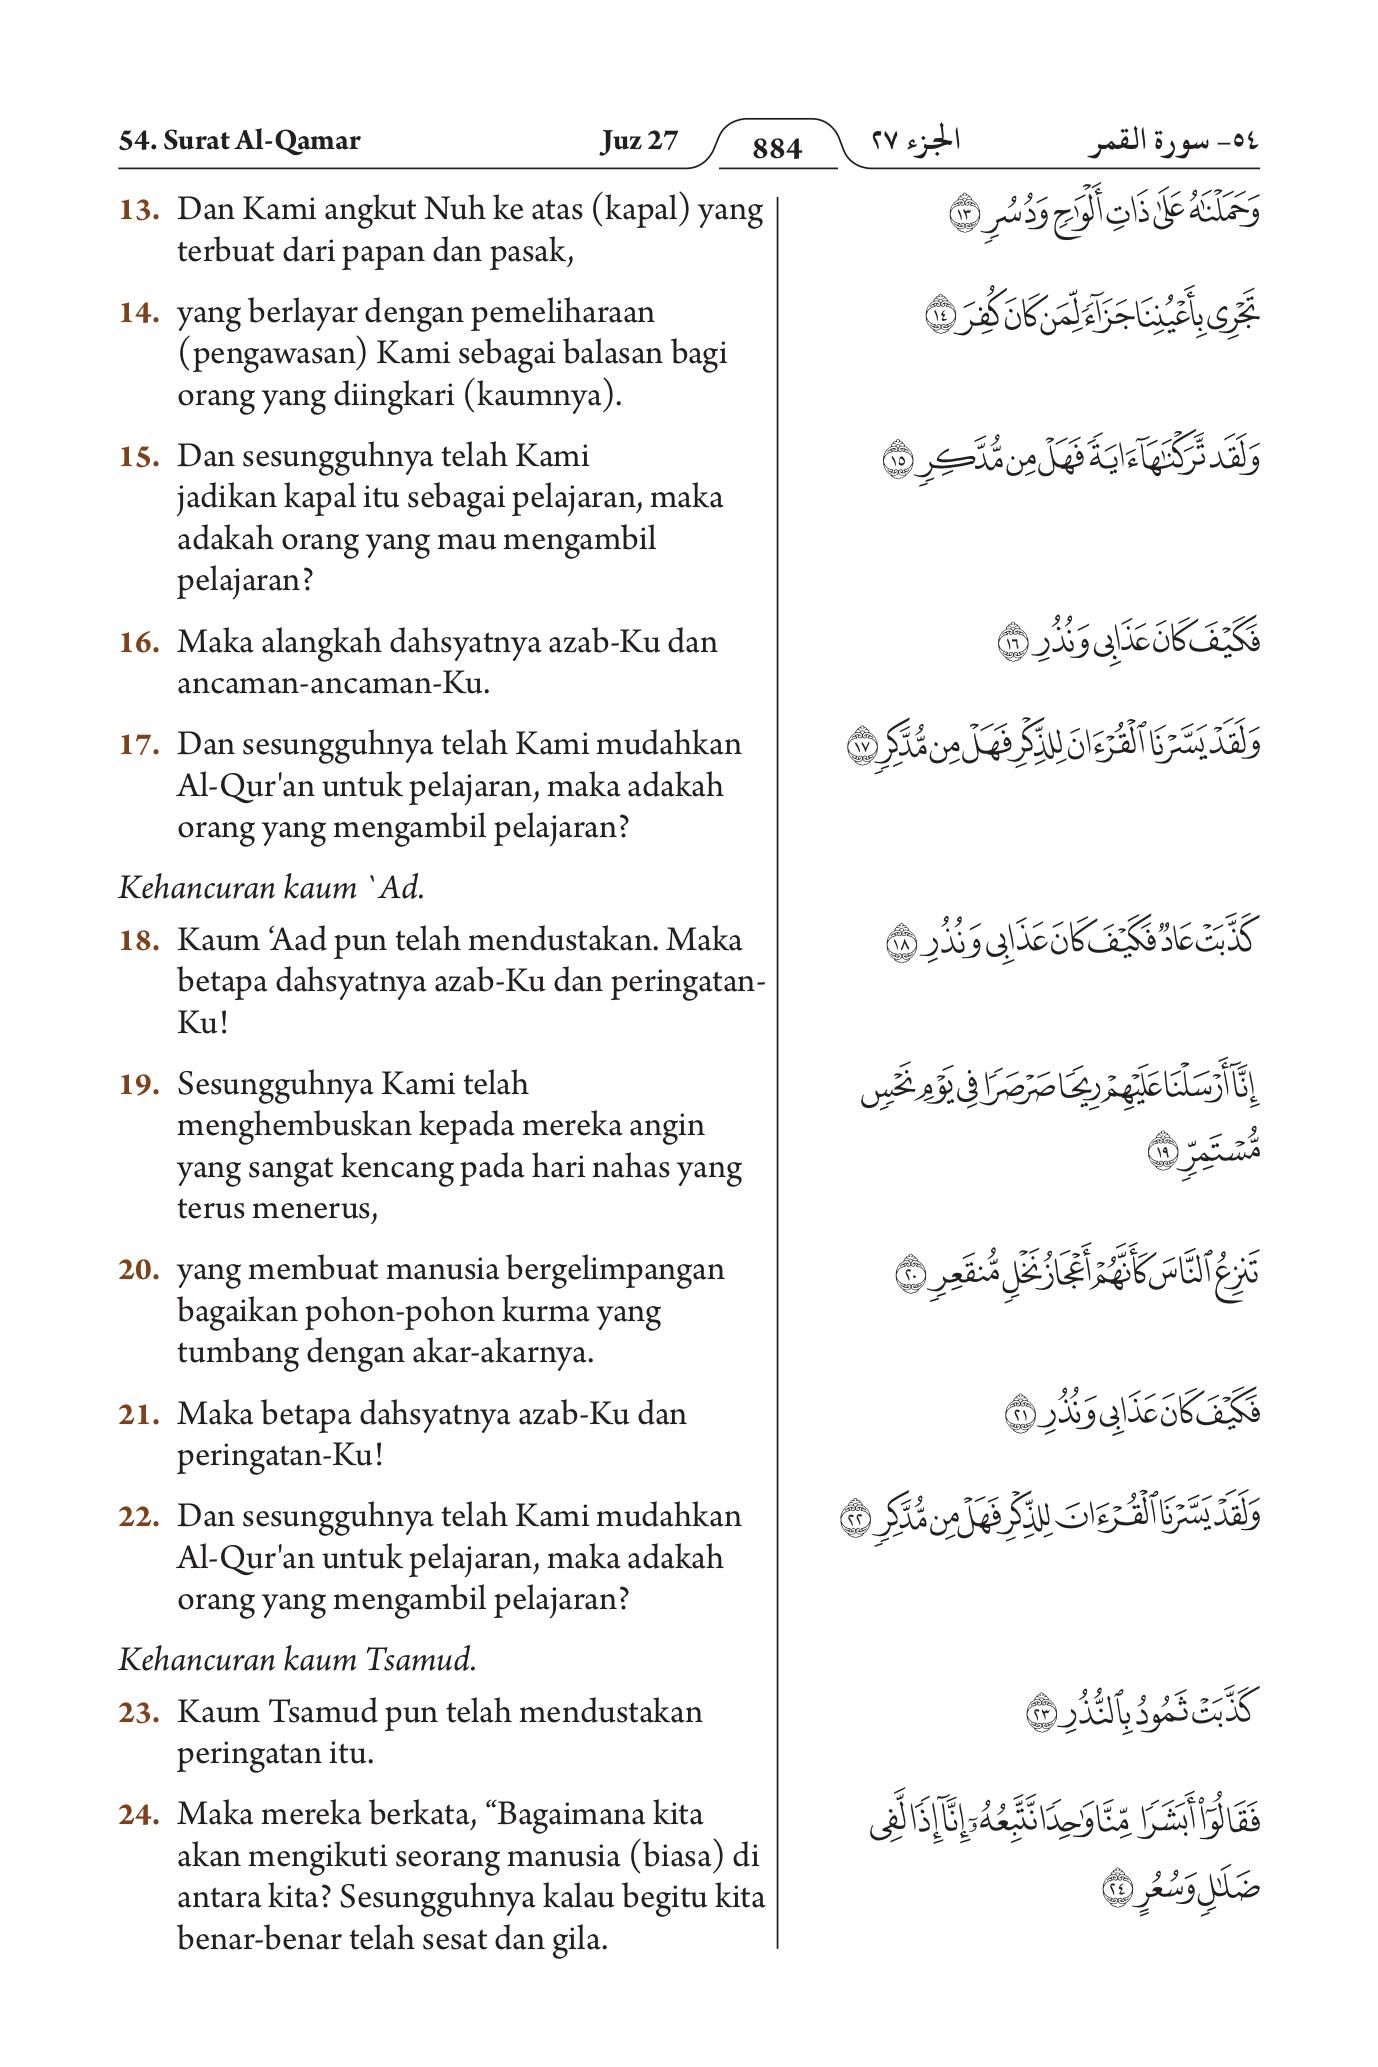 54. Surat Al-Qamar
Juz 27
884
الجزء ٢٧
٥٤- سورة القمر
13. Dan Kami angkut Nuh ke atas (kapal) yang
terbuat dari papan dan pasak,
وَحَمَلْنَٰهُ عَلَىٰ ذَاتِ أَلْوَٰحٍ وَدُسُرٍ ١٣
14. yang berlayar dengan pemeliharaan
(pengawasan) Kami sebagai balasan bagi
orang yang diingkari (kaumnya).
تَجْرِى بِأَعْيُنِنَا جَزَآءً لِّمَن كَانَ كُفِرَ ١٤
15. Dan sesungguhnya telah Kami
jadikan kapal itu sebagai pelajaran, maka
adakah orang yang mau mengambil
pelajaran?
وَلَقَد تَّرَكْنَٰهَآ ءَايَةً فَهَلْ مِن مُّدَّكِرٍ ١٥
16. Maka alangkah dahsyatnya azab-Ku dan
ancaman-ancaman-Ku.
فَكَيْفَ كَانَ عَذَابِى وَنُذُرِ ١٦
17. Dan sesungguhnya telah Kami mudahkan
Al-Qur'an untuk pelajaran, maka adakah
orang yang mengambil pelajaran?
وَلَقَدْ يَسَّرْنَا ٱلْقُرْءَانَ لِلذِّكْرِ فَهَلْ مِن مُّدَّكِرٍ ١٧
Kehancuran kaum `Ad.
18. Kaum ‘Aad pun telah mendustakan. Maka
betapa dahsyatnya azab-Ku dan peringatan-
Ku!
كَذَّبَتْ عَادٌ فَكَيْفَ كَانَ عَذَابِى وَنُذُرِ ١٨
19. Sesungguhnya Kami telah
menghembuskan kepada mereka angin
yang sangat kencang pada hari nahas yang
terus menerus,
إِنَّآ أَرْسَلْنَا عَلَيْهِمْ رِيحًا صَرْصَرًا فِى يَوْمِ نَحْسٍ
مُّسْتَمِرٍّ ١٩
20. yang membuat manusia bergelimpangan
bagaikan pohon-pohon kurma yang
tumbang dengan akar-akarnya.
تَنزِعُ ٱلنَّاسَ كَأَنَّهُمْ أَعْجَازُ نَخْلٍ مُّنقَعِرٍ ٢٠
21. Maka betapa dahsyatnya azab-Ku dan
peringatan-Ku!
فَكَيْفَ كَانَ عَذَابِى وَنُذُرِ ٢١
22. Dan sesungguhnya telah Kami mudahkan
Al-Qur'an untuk pelajaran, maka adakah
orang yang mengambil pelajaran?
وَلَقَدْ يَسَّرْنَا ٱلْقُرْءَانَ لِلذِّكْرِ فَهَلْ مِن مُّدَّكِرٍ ٢٢
Kehancuran kaum Tsamud.
23. Kaum Tsamud pun telah mendustakan
peringatan itu.
كَذَّبَتْ ثَمُودُ بِٱلنُّذُرِ ٢٣
24. Maka mereka berkata, “Bagaimana kita
akan mengikuti seorang manusia (biasa) di
antara kita? Sesungguhnya kalau begitu kita
benar-benar telah sesat dan gila.
فَقَالُوٓا۟ أَبَشَرًا مِّنَّا وَٰحِدًا نَّتَّبِعُهُۥٓ إِنَّآ إِذًا لَّفِى
ضَلَٰلٍ وَسُعُرٍ ٢٤